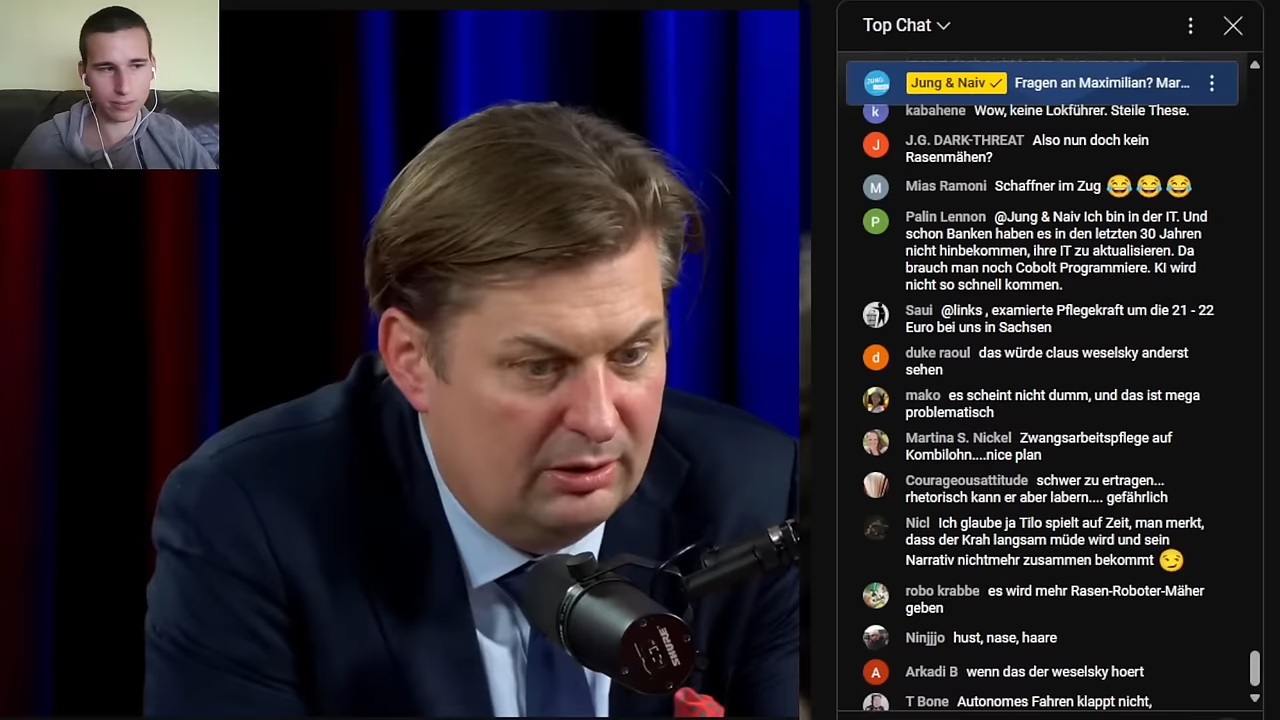 Top Chat
Jung & Naiv Fragen an Maximilian? Mar...
kabahene Wow, keine Lokführer. Steile These.
J.G. DARK-THREAT Also nun doch kein
Rasenmähen?
Mias Ramoni Schaffner im Zug 😂😂😂
Palin Lennon @Jung & Naiv Ich bin in der IT. Und
schon Banken haben es in den letzten 30 Jahren
nicht hinbekommen, ihre IT zu aktualisieren. Da
brauch man noch Cobolt Programmiere. KI wird
nicht so schnell kommen.
Saui @links , examierte Pflegekraft um die 21 - 22
Euro bei uns in Sachsen
duke raoul das würde claus weselsky anderst
sehen
mako es scheint nicht dumm, und das ist mega
problematisch
Martina S. Nickel Zwangsarbeitspflege auf
Kombilohn....nice plan
Courageousattitude schwer zu ertragen...
rhetorisch kann er aber labern.... gefährlich
Nicl Ich glaube ja Tilo spielt auf Zeit, man merkt,
dass der Krah langsam müde wird und sein
Narrativ nichtmehr zusammen bekommt 😏
robo krabbe es wird mehr Rasen-Roboter-Mäher
geben
Ninjjjo hust, nase, haare
Arkadi B wenn das der weselsky hoert
T Bone Autonomes Fahren klappt nicht,
SHURE